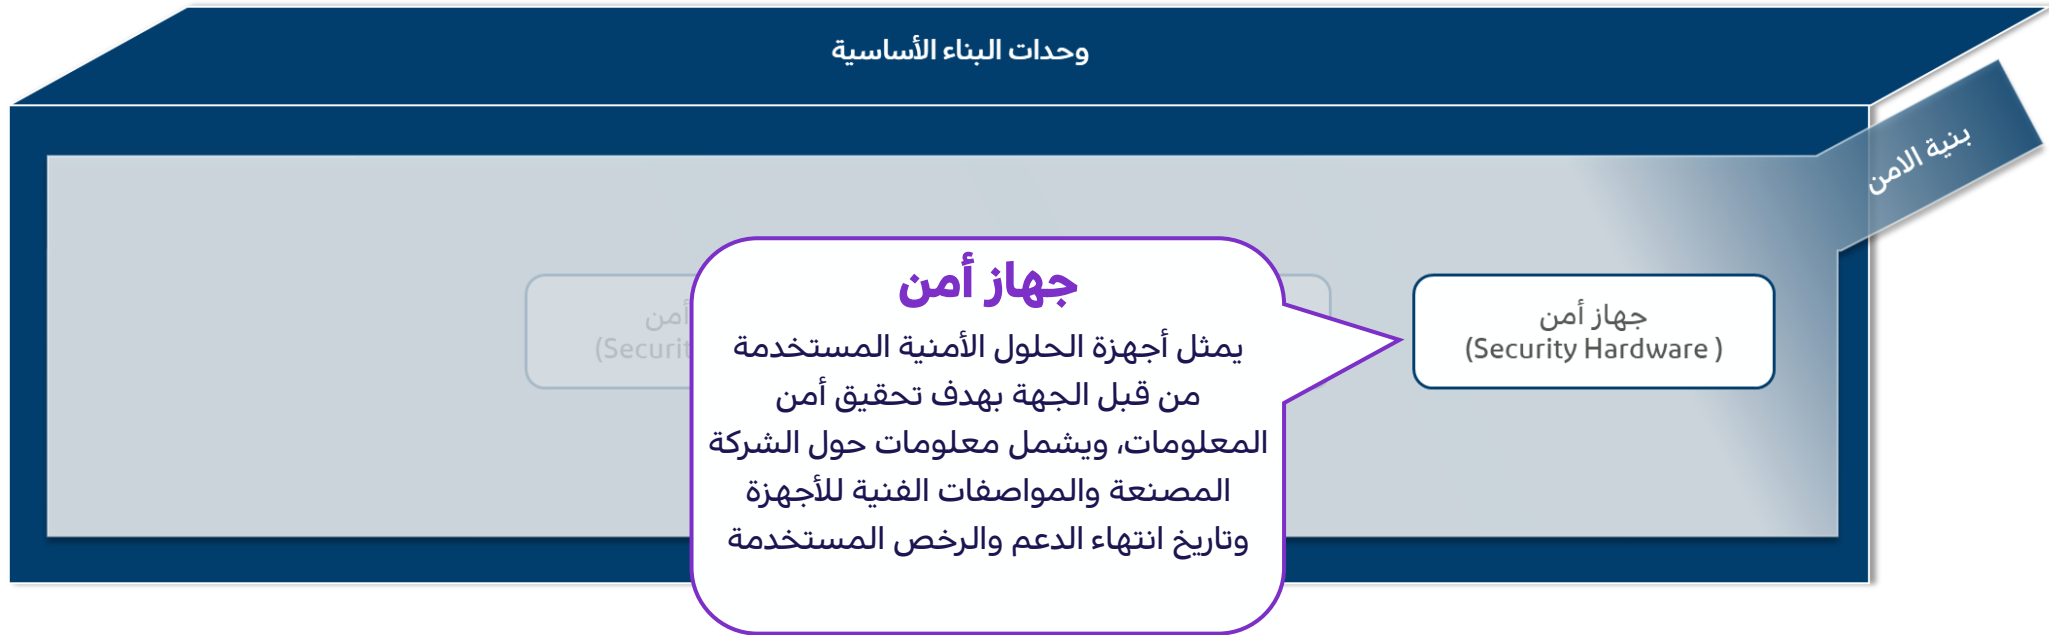 وحدات البناء الأساسية
بنية الامن
جهاز أمن
(Security Hardware )
جهاز أمن
يمثل أجهزة الحلول الأمنية المستخدمة
من قبل الجهة بهدف تحقيق أمن
المعلومات، ويشمل معلومات حول الشركة
المصنعة والمواصفات الفنية للأجهزة
وتاريخ انتهاء الدعم والرخص المستخدمة
أمن